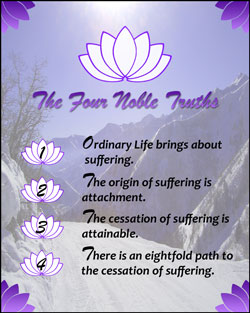 The Four Noble Truths
1 Ordinary Life brings about
suffering.
2 The origin of suffering is
attachment.
3 The cessation of suffering is
attainable.
4 There is an eightfold path to
the cessation of suffering.